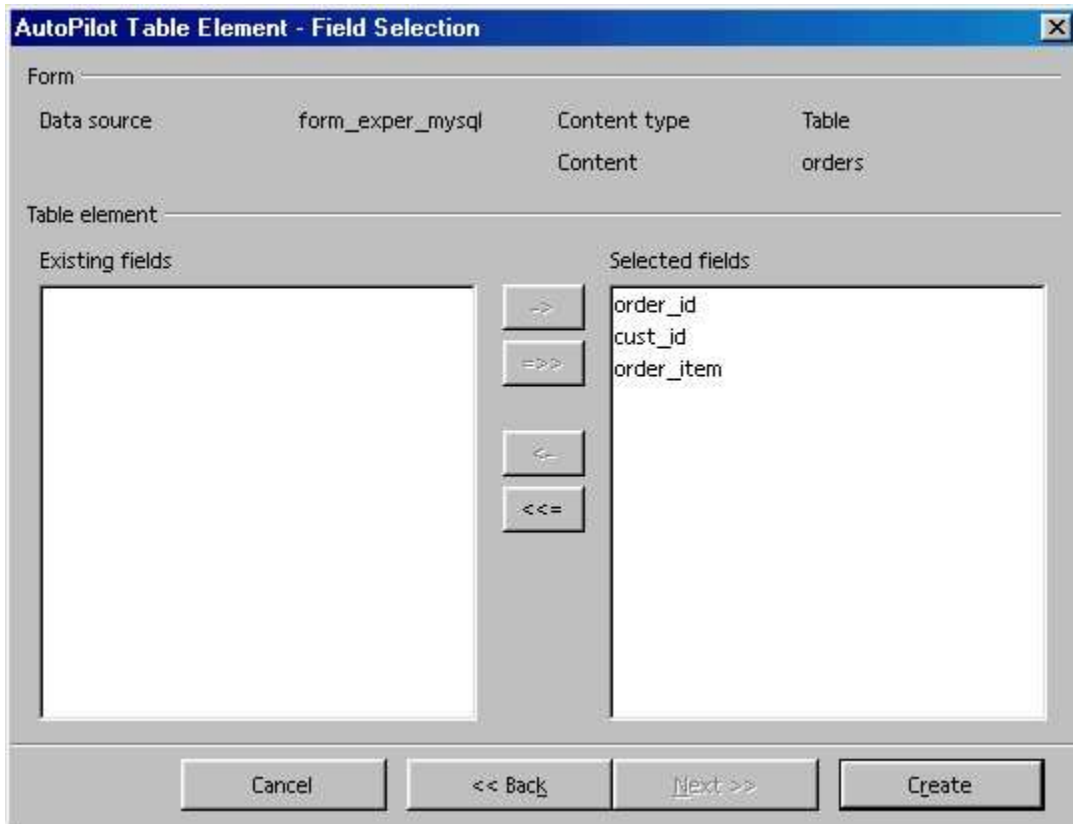 AutoPilot Table Element - Field Selection
Form
Data source form_exper_mysql Content type Table
Content orders
Table element
Existing fields Selected fields
-> order_id
cust_id
=>> order_item
<-
<<=
Cancel << Back Next >> Create